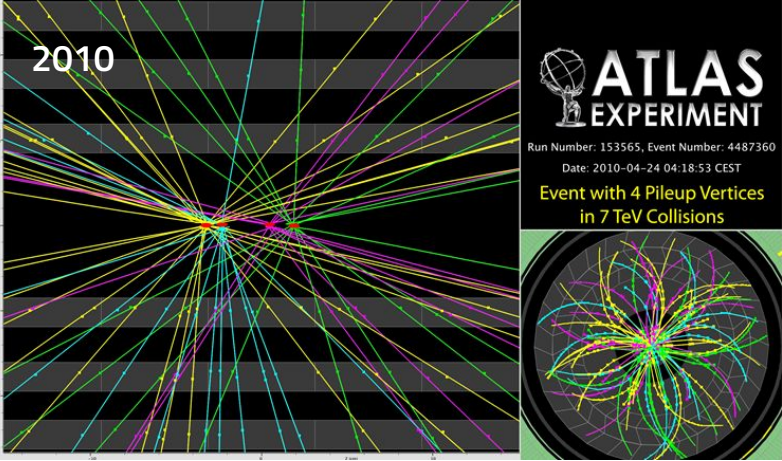 2010
ATLAS
EXPERIMENT
Run Number: 153565, Event Number: 4487360
Date: 2010-04-24 04:18:53 CEST
Event with 4 Pileup Vertices
in 7 TeV Collisions